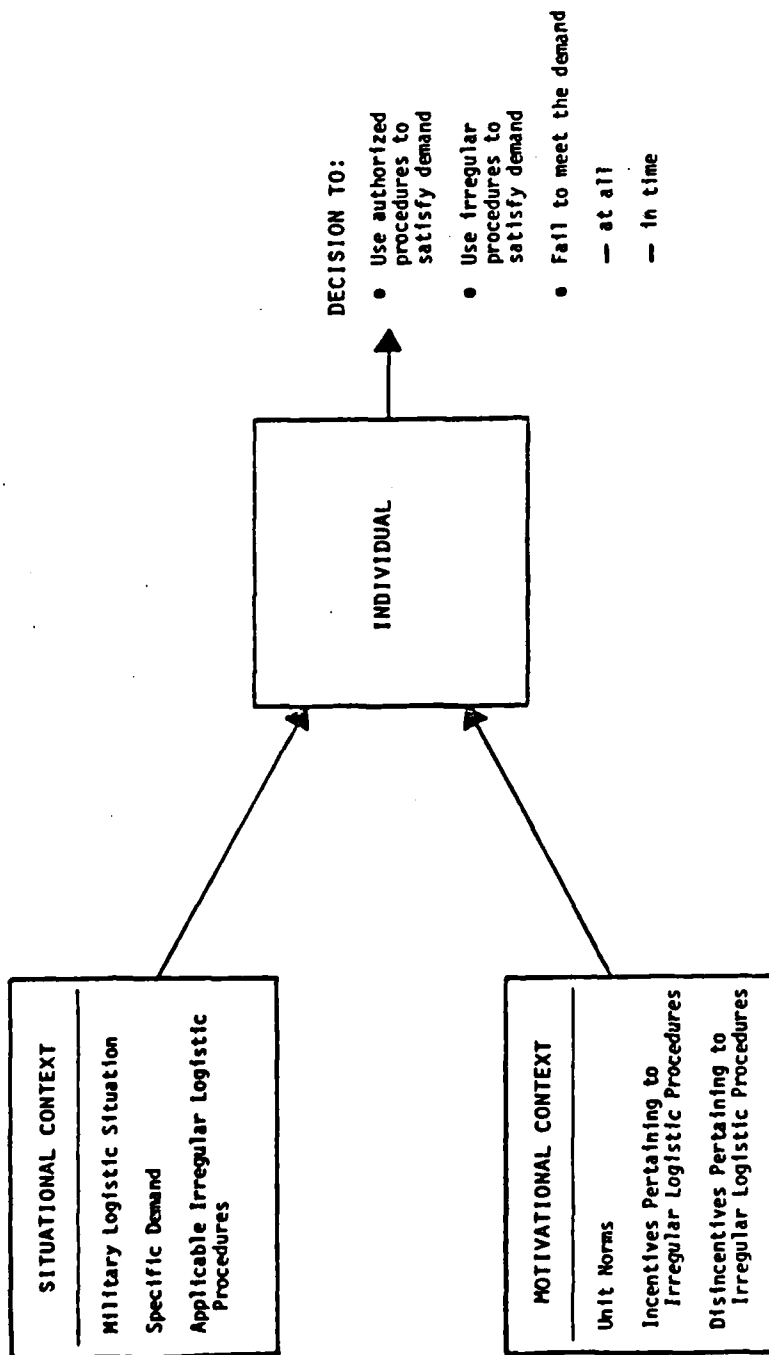 SITUATIONAL CONTEXT
Military Logistic Situation
Specific Demand
Applicable Irregular Logistic
Procedures
MOTIVATIONAL CONTEXT
Unit Norms
Incentives Pertaining to
Irregular Logistic Procedures
Disincentives Pertaining to
Irregular Logistic Procedures
INDIVIDUAL
DECISION TO:
• Use authorized
procedures to
satisfy demand
• Use irregular
procedures to
satisfy demand
• Fail to meet the demand
— at all
— in time